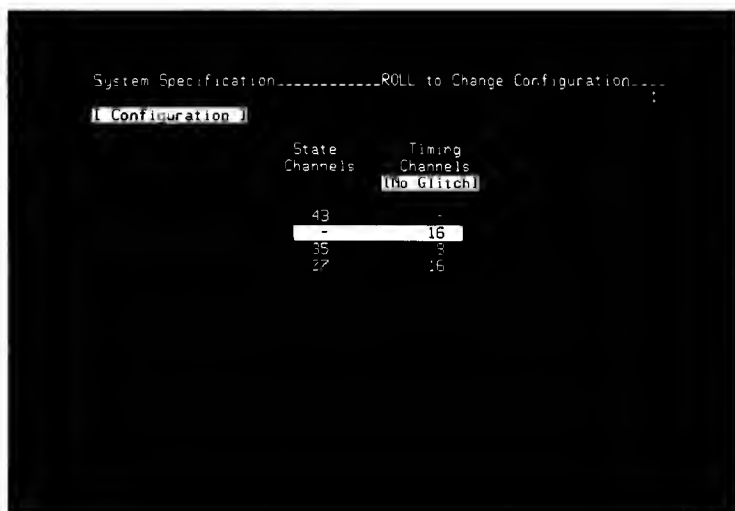 System Specification____________ROLL to Change Configuration____
[ Configuration ]
State Timing
Channels Channels
[No Glitch]
43 -
- 16
35 8
27 16